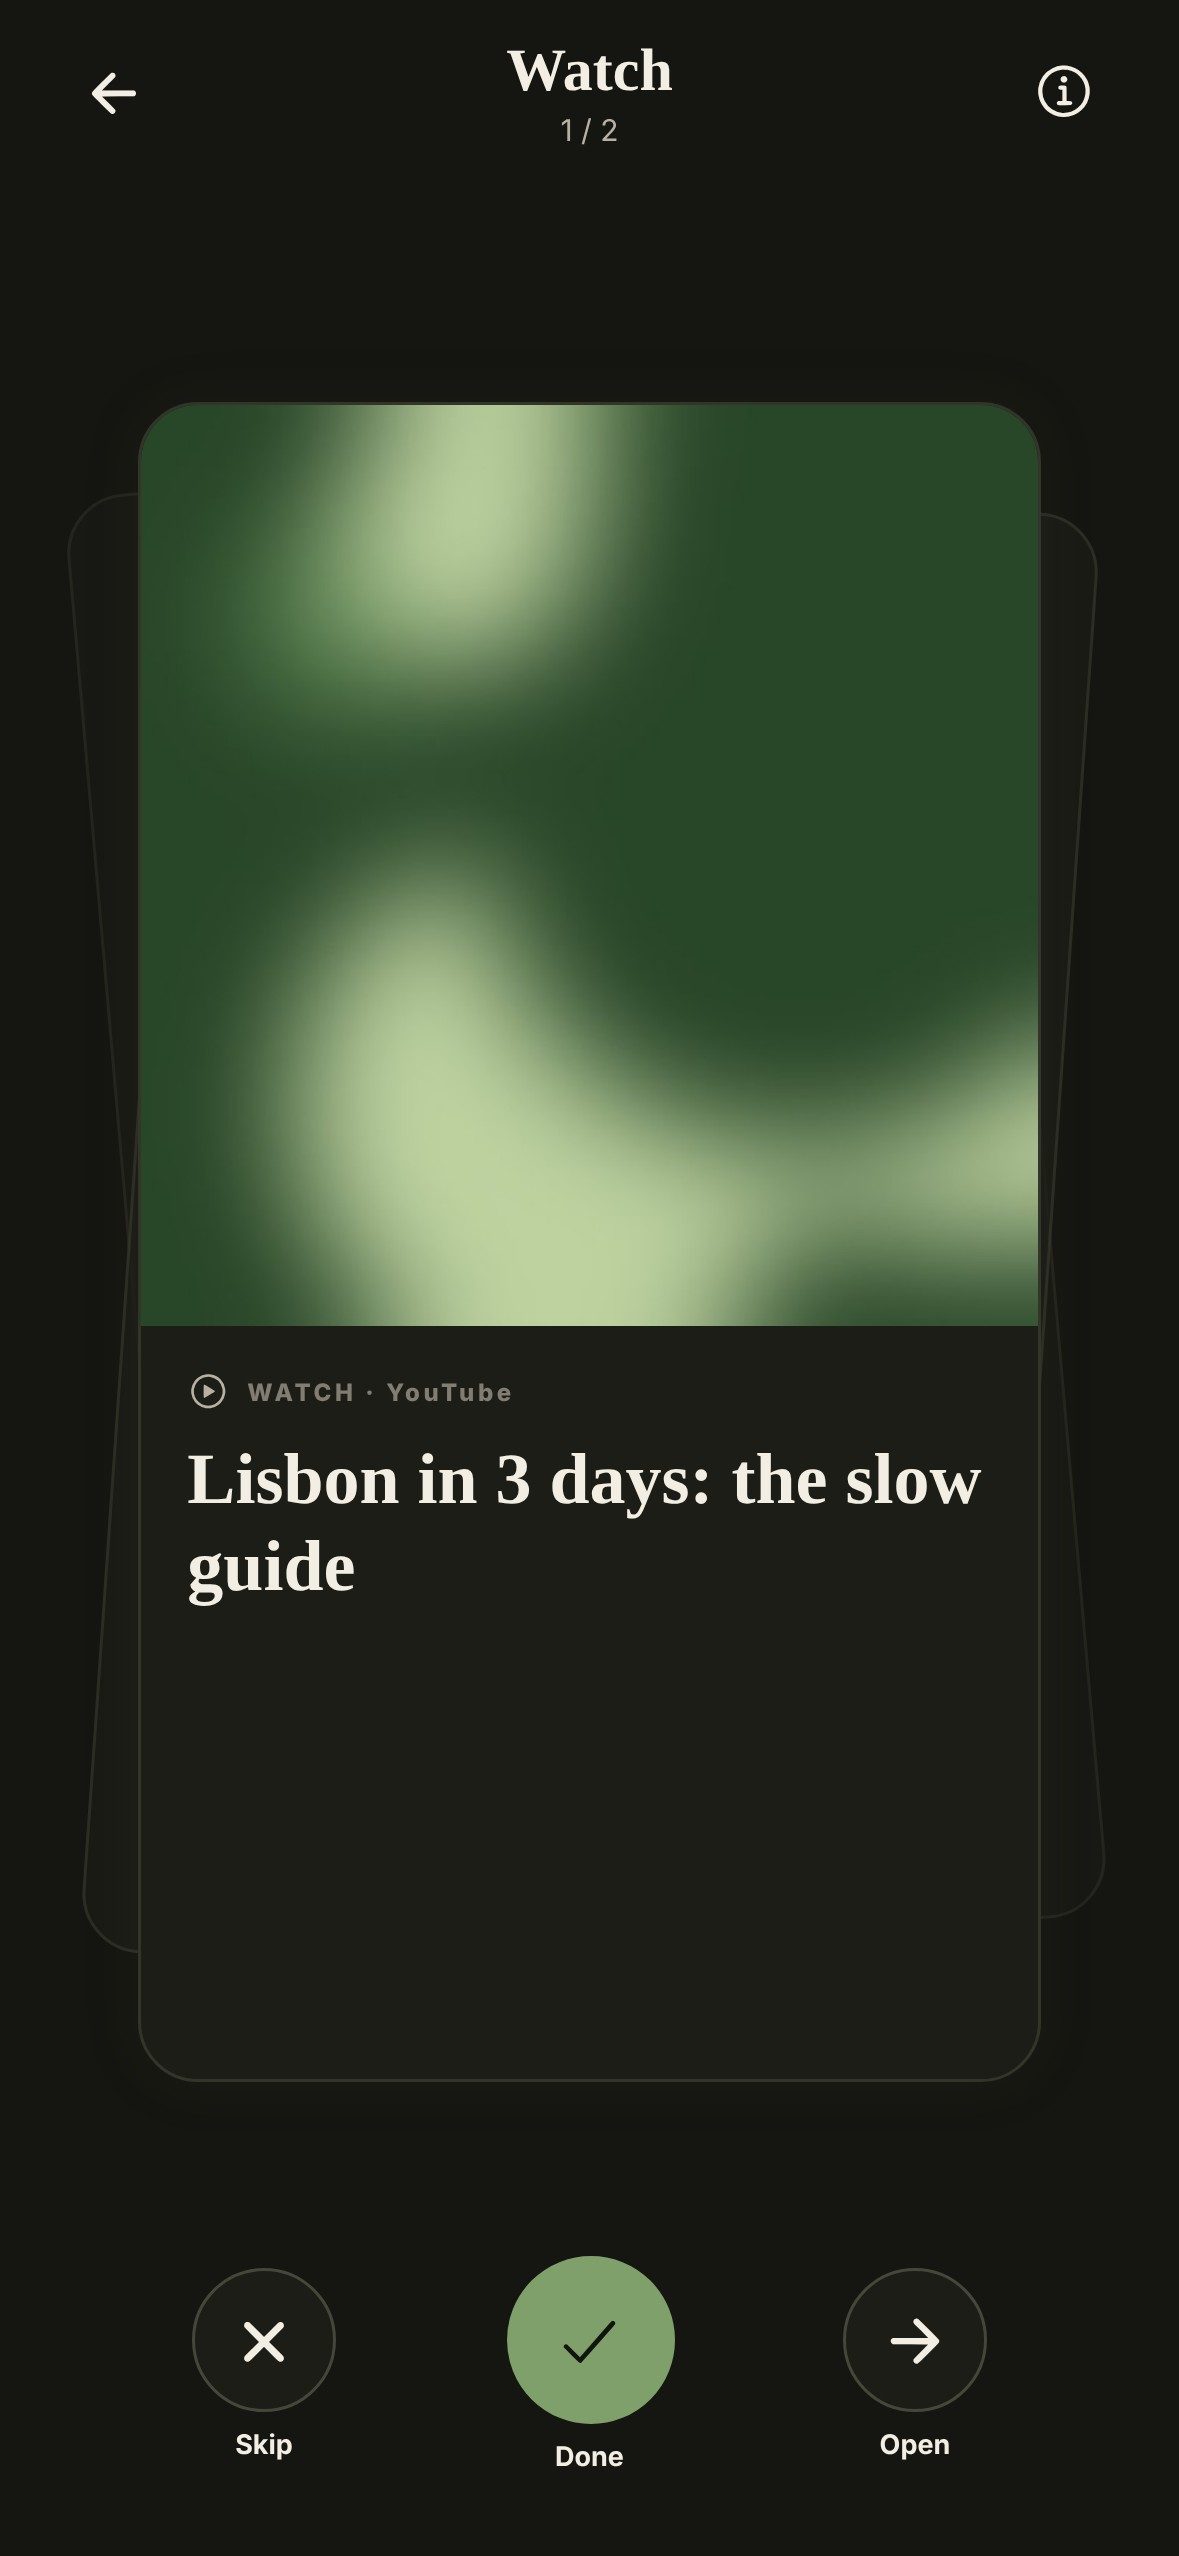 Watch
1 / 2
WATCH · YouTube
Lisbon in 3 days: the slow
guide
Skip
Done
Open